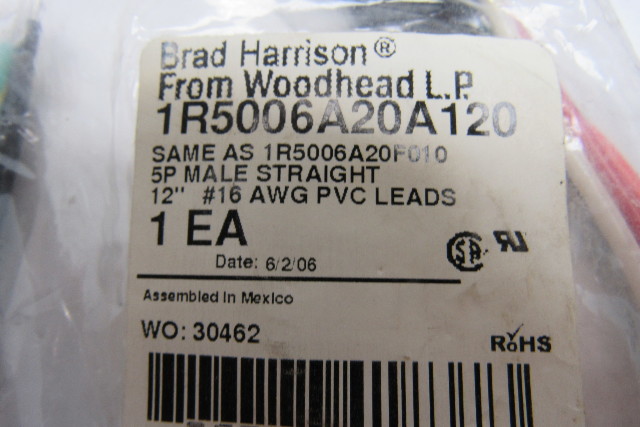 Brad Harrison®
From Woodhead L.P.
1R5006A20A120
SAME AS 1R5006A20F010
5P MALE STRAIGHT
12" #16 AWG PVC LEADS
1 EA
Date: 6/2/06
Assembled In Mexico
WO: 30462
RoHS